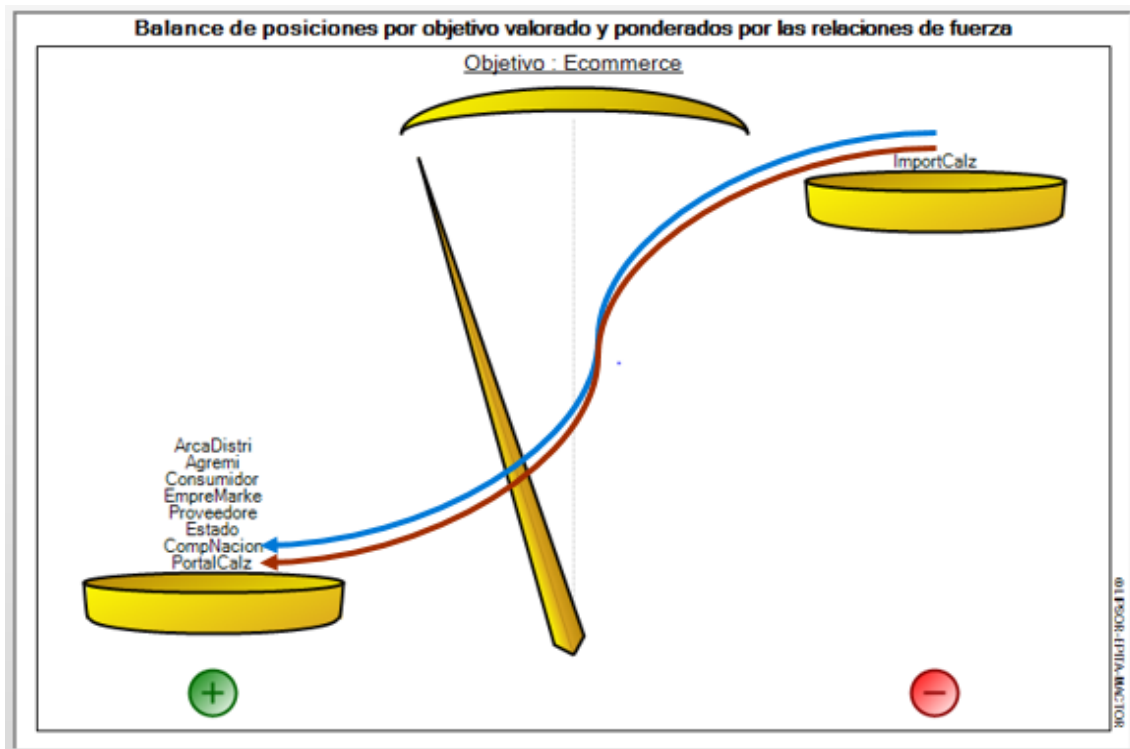 Balance de posiciones por objetivo valorado y ponderados por las relaciones de fuerza
Objetivo : Ecommerce
ImportCalz
ArcaDistri
Agremi
Consumidor
EmpreMarke
Proveedore
Estado
CompNacion
PortalCalz
© LIPSOR-EPITA-MACTOR